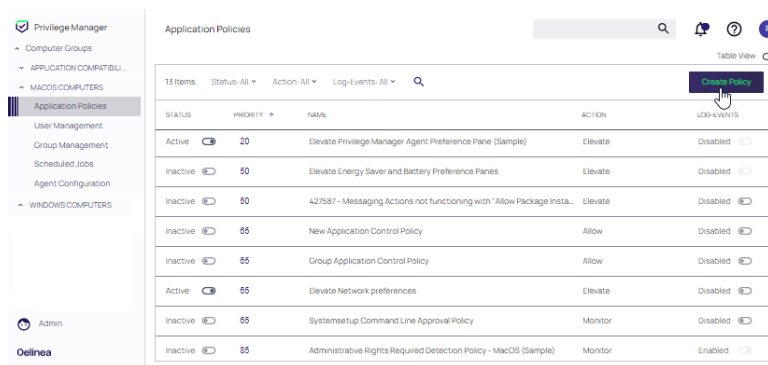 Privilege Manager
Application Policies
Computer Groups
APPLICATION COMPATIBILI...
MACOS COMPUTERS
Application Policies
User Management
Group Management
Scheduled Jobs
Agent Configuration
WINDOWS COMPUTERS
Admin
Delinea
Table View
13 Items Status: All Action: All Log-Events: All Create Policy
STATUS PRIORITY NAME ACTION LOG-EVENTS
Active 20 Elevate Privilege Manager Agent Preference Pane (Sample) Elevate Disabled
Inactive 50 Elevate Energy Saver and Battery Preference Panes Elevate Disabled
Inactive 50 427587 - Messaging Actions not functioning with "Allow Package Insta... Elevate Disabled
Inactive 65 New Application Control Policy Allow Disabled
Inactive 65 Group Application Control Policy Allow Disabled
Active 65 Elevate Network preferences Elevate Disabled
Inactive 65 Systemsetup Command Line Approval Policy Monitor Disabled
Inactive 85 Administrative Rights Required Detection Policy - MacOS (Sample) Monitor Enabled